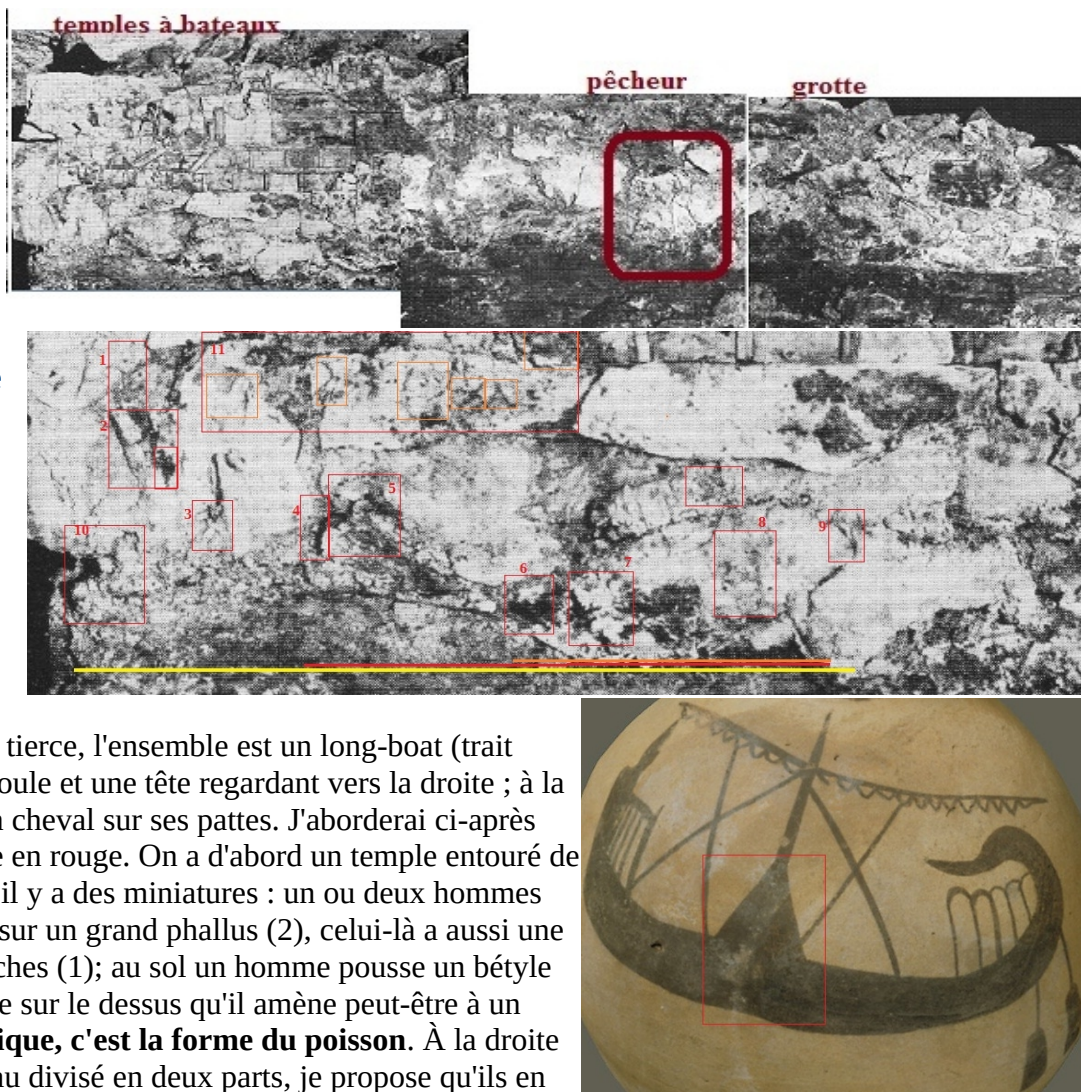 temples à bateaux
pêcheur
grotte
1
11
2
3
4
5
10
6
7
8
9
tierce, l'ensemble est un long-boat (trait
oule et une tête regardant vers la droite ; à la
cheval sur ses pattes. J'aborderai ci-après
en rouge. On a d'abord un temple entouré de
il y a des miniatures : un ou deux hommes
sur un grand phallus (2), celui-là a aussi une
ches (1); au sol un homme pousse un bétyle
e sur le dessus qu'il amène peut-être à un
ique, c'est la forme du poisson. À la droite
au divisé en deux parts, je propose qu'ils en